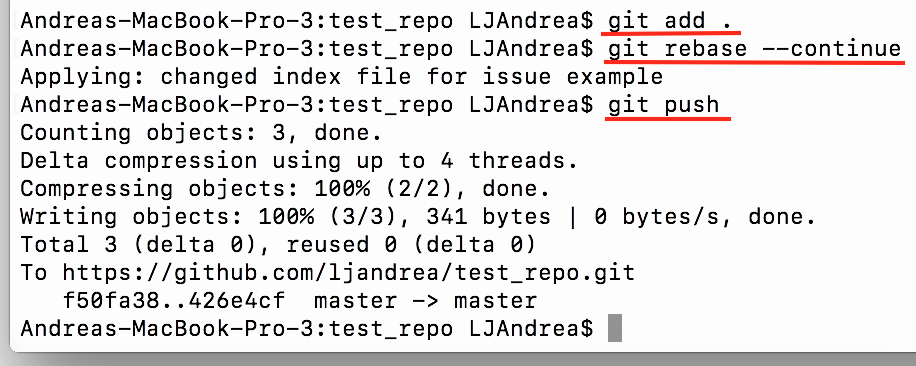 Andreas-MacBook-Pro-3:test_repo LJAndrea$ git add .
Andreas-MacBook-Pro-3:test_repo LJAndrea$ git rebase --continue
Applying: changed index file for issue example
Andreas-MacBook-Pro-3:test_repo LJAndrea$ git push
Counting objects: 3, done.
Delta compression using up to 4 threads.
Compressing objects: 100% (2/2), done.
Writing objects: 100% (3/3), 341 bytes | 0 bytes/s, done.
Total 3 (delta 0), reused 0 (delta 0)
To https://github.com/ljandrea/test_repo.git
   f50fa38..426e4cf  master -> master
Andreas-MacBook-Pro-3:test_repo LJAndrea$